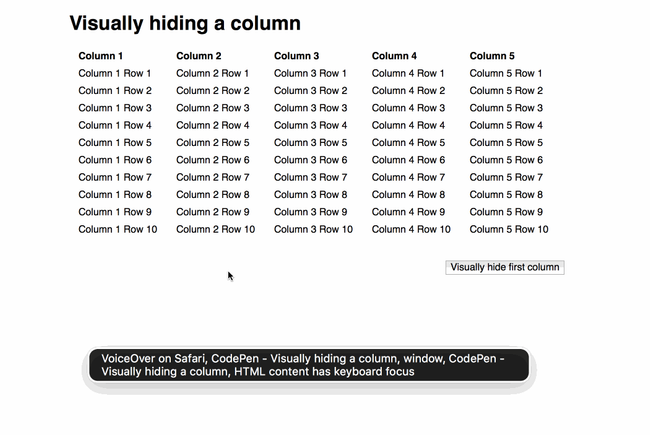 Visually hiding a column
Column 1 Column 2 Column 3 Column 4 Column 5
Column 1 Row 1 Column 2 Row 1 Column 3 Row 1 Column 4 Row 1 Column 5 Row 1
Column 1 Row 2 Column 2 Row 2 Column 3 Row 2 Column 4 Row 2 Column 5 Row 2
Column 1 Row 3 Column 2 Row 3 Column 3 Row 3 Column 4 Row 3 Column 5 Row 3
Column 1 Row 4 Column 2 Row 4 Column 3 Row 4 Column 4 Row 4 Column 5 Row 4
Column 1 Row 5 Column 2 Row 5 Column 3 Row 5 Column 4 Row 5 Column 5 Row 5
Column 1 Row 6 Column 2 Row 6 Column 3 Row 6 Column 4 Row 6 Column 5 Row 6
Column 1 Row 7 Column 2 Row 7 Column 3 Row 7 Column 4 Row 7 Column 5 Row 7
Column 1 Row 8 Column 2 Row 8 Column 3 Row 8 Column 4 Row 8 Column 5 Row 8
Column 1 Row 9 Column 2 Row 9 Column 3 Row 9 Column 4 Row 9 Column 5 Row 9
Column 1 Row 10 Column 2 Row 10 Column 3 Row 10 Column 4 Row 10 Column 5 Row 10
Visually hide first column
VoiceOver on Safari, CodePen - Visually hiding a column, window, CodePen -
Visually hiding a column, HTML content has keyboard focus